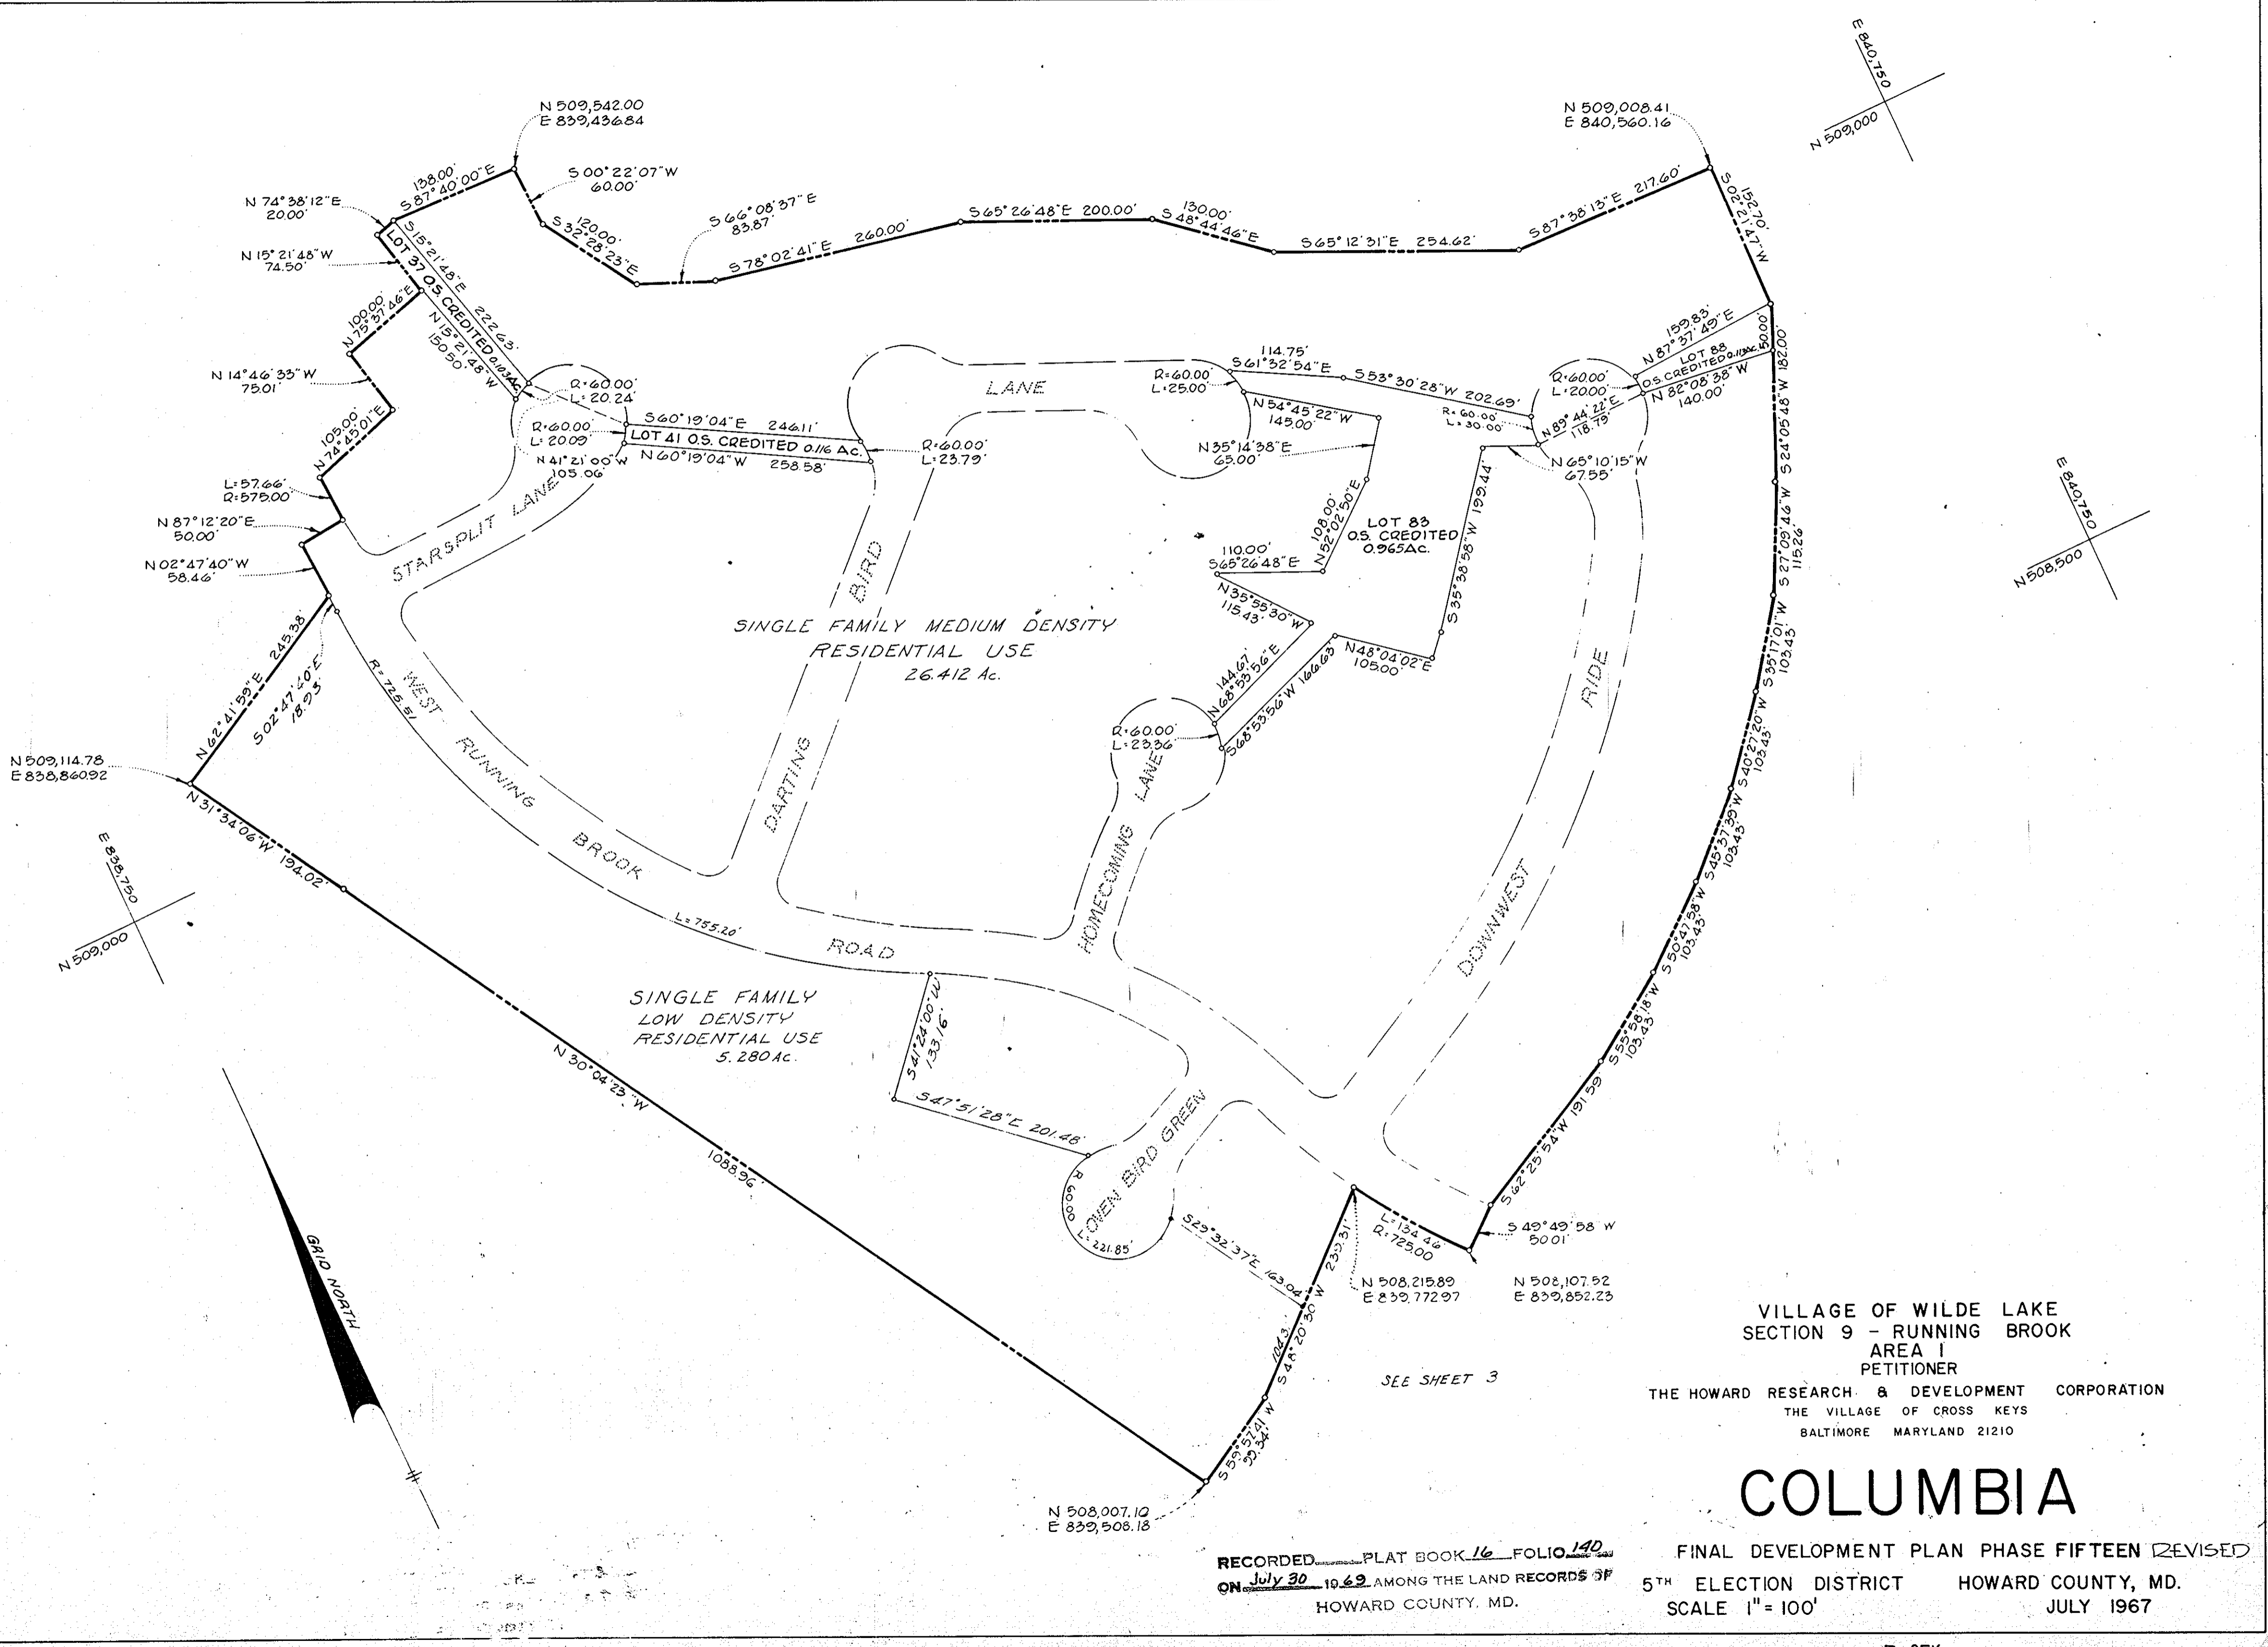 E 840,750
N 509,000
N 509,542.00
E 839,436.84
N 509,008.41
E 840,560.16
138.00'
S 87°40'00"E
S 00°22'07"W
60.00'
N 74°38'12"E
20.00'
120.00'
S 32°28'23"E
S 66°08'37"E
83.87'
S 78°02'41"E 260.00'
S 65°26'48"E 200.00'
130.00'
S 48°44'46"E
S 65°12'31"E 254.62'
S 87°38'13"E 217.60'
152.70'
S 02°21'47"W
N 15°21'48"W
74.50'
S 15°21'48"E 222.63'
LOT 37 O.S. CREDITED 0.103AC.
N 15°21'48"W
150.50'
100.00'
N 75°37'46"E
N 14°46'33"W
75.01'
105.00'
N 74°45'01"E
L=57.66'
R=575.00'
N 87°12'20"E
50.00'
N 02°47'40"W
58.46'
R=60.00'
L=20.24'
R=60.00'
L=20.09'
N 41°21'00"W
105.06'
S 60°19'04"E 246.11'
LOT 41 O.S. CREDITED 0.116 AC.
N 60°19'04"W 258.58'
R=60.00'
L=23.79'
LANE
R=60.00'
L=25.00'
114.75'
S 61°32'54"E
S 53°30'28"W 202.69'
N 54°45'22"W
145.00'
N 35°14'38"E
65.00'
R=60.00'
L=30.00'
R=60.00'
L=20.00'
159.83'
N 87°37'49"E
LOT 88
O.S. CREDITED 0.113AC.
50.00'
N 82°08'38"W
140.00'
N 89°44'22"E
118.79'
N 65°10'15"W
67.55'
S 24°05'48"W 182.00'
S 27°09'46"W
115.26'
E 840,750
N 508,500
108.00'
N 52°02'50"E
LOT 83
O.S. CREDITED
0.965AC.
S 35°38'58"W 199.44'
110.00'
S65°26'48"E
N 35°55'30"W
115.43'
144.67'
N 68°53'56"E
S 68°53'56"W 166.63'
N 48°04'02"E
105.00'
R=60.00'
L=23.36'
STARSPLIT LANE
DARTING BIRD
SINGLE FAMILY MEDIUM DENSITY
RESIDENTIAL USE
26.412 Ac.
DOWNWEST RIDE
HOMECOMING LANE
WEST RUNNING BROOK ROAD
S 35°17'01"W
103.43'
S 40°27'20"W
103.43'
S 45°37'39"W
103.43'
S 50°47'58"W
103.43'
S 55°58'18"W
103.43'
S 62°25'54"W 191.59'
N 62°41'59"E 245.38'
S 02°47'40"E
18.93'
R=725.51'
L=755.20'
N 509,114.78
E 838,860.92
N 31°34'06"W 194.02'
E 838,750
N 509,000
SINGLE FAMILY
LOW DENSITY
RESIDENTIAL USE
5.280 Ac.
S 41°24'00"W
133.16'
S 47°51'28"E 201.48'
OVEN BIRD GREEN
R 60.00
L=221.85'
N 30°04'23"W
1088.96'
S 29°32'37"E 163.04'
239.31'
104.3
S 48°20'30"W
S 59°57'41"W
99.34'
L=134.46'
R=725.00'
S 49°49'58 W
50.01'
N 508,215.89
E 839,772.97
N 508,107.52
E 839,852.23
GRID NORTH
SEE SHEET 3
N 508,007.10
E 839,508.18
VILLAGE OF WILDE LAKE
SECTION 9 - RUNNING BROOK
AREA 1
PETITIONER
THE HOWARD RESEARCH & DEVELOPMENT CORPORATION
THE VILLAGE OF CROSS KEYS
BALTIMORE MARYLAND 21210
COLUMBIA
FINAL DEVELOPMENT PLAN PHASE FIFTEEN REVISED
5TH ELECTION DISTRICT HOWARD COUNTY, MD.
SCALE 1" = 100' JULY 1967
RECORDED PLAT BOOK 16 FOLIO 140
ON July 30 1969 AMONG THE LAND RECORDS OF
HOWARD COUNTY, MD.